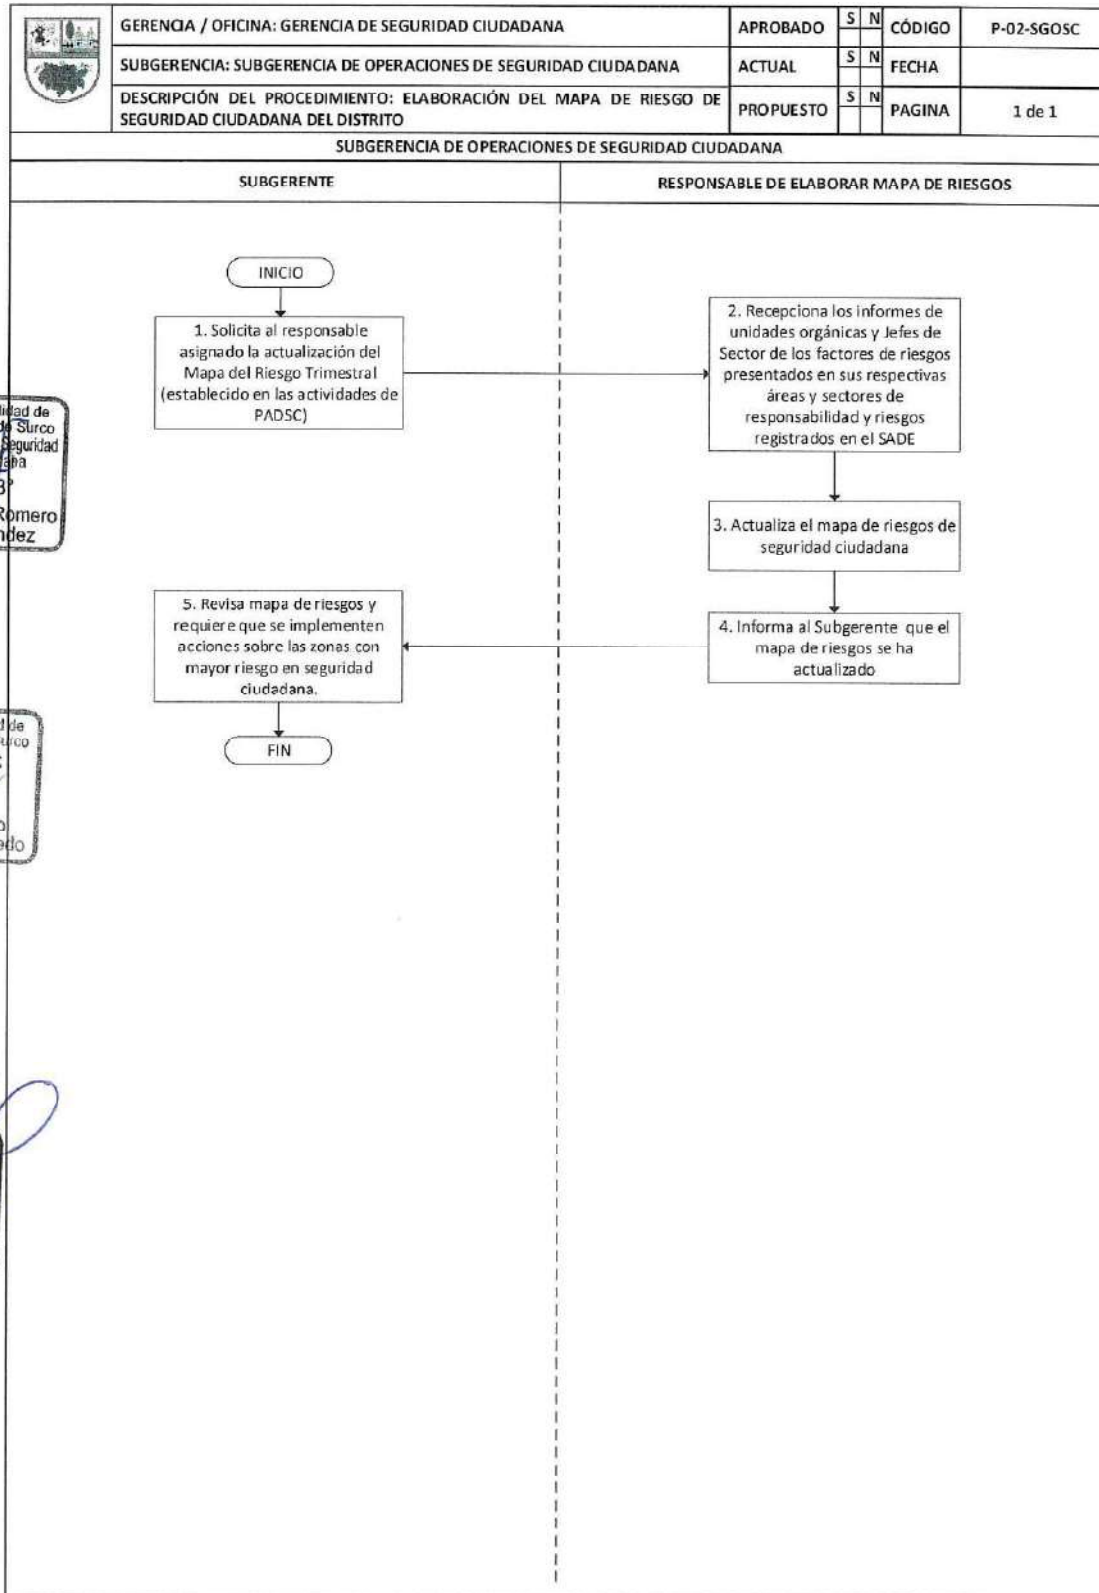 GERENCIA / OFICINA: GERENCIA DE SEGURIDAD CIUDADANA
APROBADO S N CÓDIGO P-02-SGOSC
SUBGERENCIA: SUBGERENCIA DE OPERACIONES DE SEGURIDAD CIUDADANA
ACTUAL S N FECHA
DESCRIPCIÓN DEL PROCEDIMIENTO: ELABORACIÓN DEL MAPA DE RIESGO DE
SEGURIDAD CIUDADANA DEL DISTRITO
PROPUESTO S N PAGINA 1 de 1
SUBGERENCIA DE OPERACIONES DE SEGURIDAD CIUDADANA
SUBGERENTE
RESPONSABLE DE ELABORAR MAPA DE RIESGOS
INICIO
1. Solicita al responsable
asignado la actualización del
Mapa del Riesgo Trimestral
(establecido en las actividades de
PADSC)
2. Recepciona los informes de
unidades orgánicas y Jefes de
Sector de los factores de riesgos
presentados en sus respectivas
áreas y sectores de
responsabilidad y riesgos
registrados en el SADE
3. Actualiza el mapa de riesgos de
seguridad ciudadana
4. Informa al Subgerente que el
mapa de riesgos se ha
actualizado
5. Revisa mapa de riesgos y
requiere que se implementen
acciones sobre las zonas con
mayor riesgo en seguridad
ciudadana.
FIN
de
Surco
Seguridad
Romero